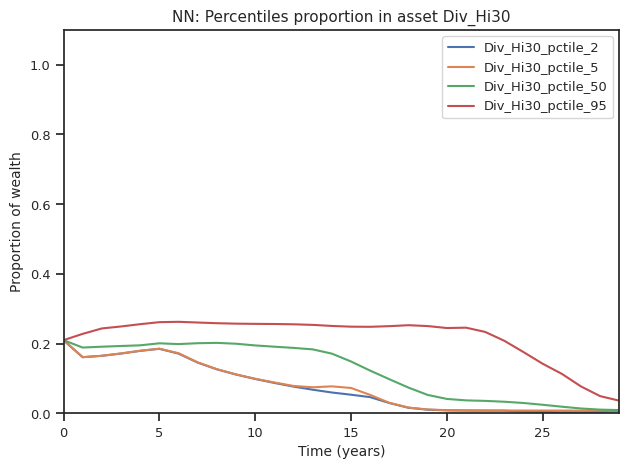 NN: Percentiles proportion in asset Div_Hi30
Div_Hi30_pctile_2
Div_Hi30_pctile_5
Div_Hi30_pctile_50
Div_Hi30_pctile_95
Proportion of wealth
1.0
0.8
0.6
0.4
0.2
0.0
0 5 10 15 20 25
Time (years)